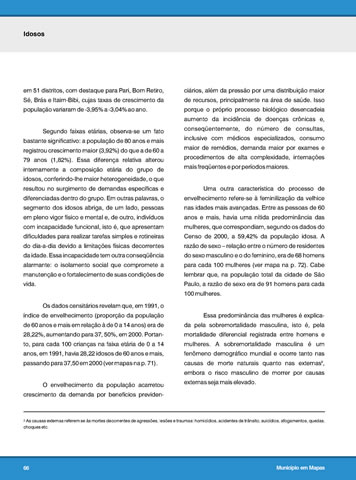 Idosos
em 51 distritos, com destaque para Pari, Bom Retiro,
Sé, Brás e Itaim-Bibi, cujas taxas de crescimento da
população variaram de -3,95% a -3,04% ao ano.
Segundo faixas etárias, observa-se um fato
bastante significativo: a população de 80 anos e mais
registrou crescimento maior (3,92%) do que a de 60 a
79 anos (1,82%). Essa diferença relativa alterou
internamente a composição etária do grupo de
idosos, conferindo-lhe maior heterogeneidade, o que
resultou no surgimento de demandas específicas e
diferenciadas dentro do grupo. Em outras palavras, o
segmento dos idosos abriga, de um lado, pessoas
em pleno vigor físico e mental e, de outro, indivíduos
com incapacidade funcional, isto é, que apresentam
dificuldades para realizar tarefas simples e rotineiras
do dia-a-dia devido a limitações físicas decorrentes
da idade. Essa incapacidade tem outra conseqüência
alarmante: o isolamento social que compromete a
manutenção e o fortalecimento de suas condições de
vida.
Os dados censitários revelam que, em 1991, o
índice de envelhecimento (proporção da população
de 60 anos e mais em relação à de 0 a 14 anos) era de
28,22%, aumentando para 37, 50%, em 2000. Portan-
to, para cada 100 crianças na faixa etária de 0 a 14
anos, em 1991, havia 28,22 idosos de 60 anos e mais,
passando para 37,50 em 2000 (ver mapas na p. 71).
O envelhecimento da população acarretou
crescimento da demanda por benefícios previden-
ciários, além da pressão por uma distribuição maior
de recursos, principalmente na área de saúde. Isso
porque o próprio processo biológico desencadeia
aumento da incidência de doenças crônicas e,
conseqüentemente, do número de consultas,
inclusive com médicos especializados, consumo
maior de remédios, demanda maior por exames e
procedimentos de alta complexidade, internações
mais freqüentes e por períodos maiores.
Uma outra característica do processo de
envelhecimento refere-se à feminilização da velhice
nas idades mais avançadas. Entre as pessoas de 60
anos e mais, havia uma nítida predominância das
mulheres, que correspondiam, segundo os dados do
Censo de 2000, a 59,42% da população idosa. A
razão de sexo – relação entre o número de residentes
do sexo masculino e o do feminino, era de 68 homens
para cada 100 mulheres (ver mapa na p. 72). Cabe
lembrar que, na população total da cidade de São
Paulo, a razão de sexo era de 91 homens para cada
100 mulheres.
Essa predominância das mulheres é explica-
da pela sobremortalidade masculina, isto é, pela
mortalidade diferencial registrada entre homens e
mulheres. A sobremortalidade masculina é um
fenômeno demográfico mundial e ocorre tanto nas
causas de morte naturais quanto nas externas²,
embora o risco masculino de morrer por causas
externas seja mais elevado.
² As causas externas referem-se às mortes decorrentes de agressões, lesões e traumas: homicídios, acidentes de trânsito, suicídios, afogamentos, quedas,
choques etc.
66
Município em Mapas